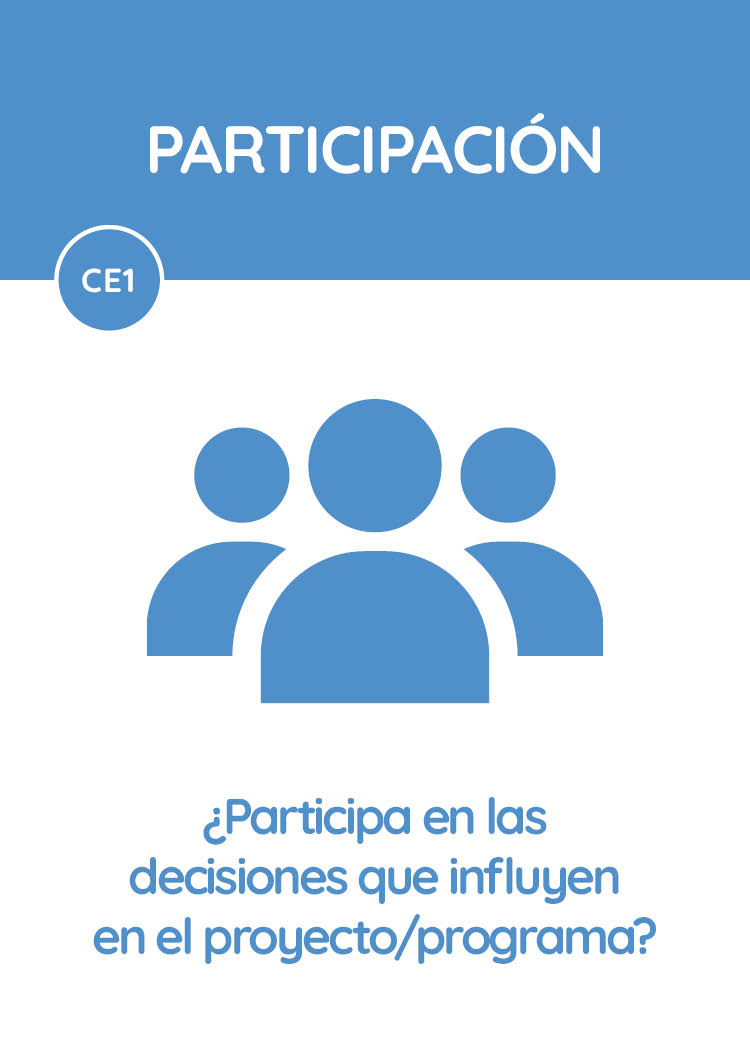 PARTICIPACIÓN
CE1
¿Participa en las
decisiones que influyen
en el proyecto/programa?